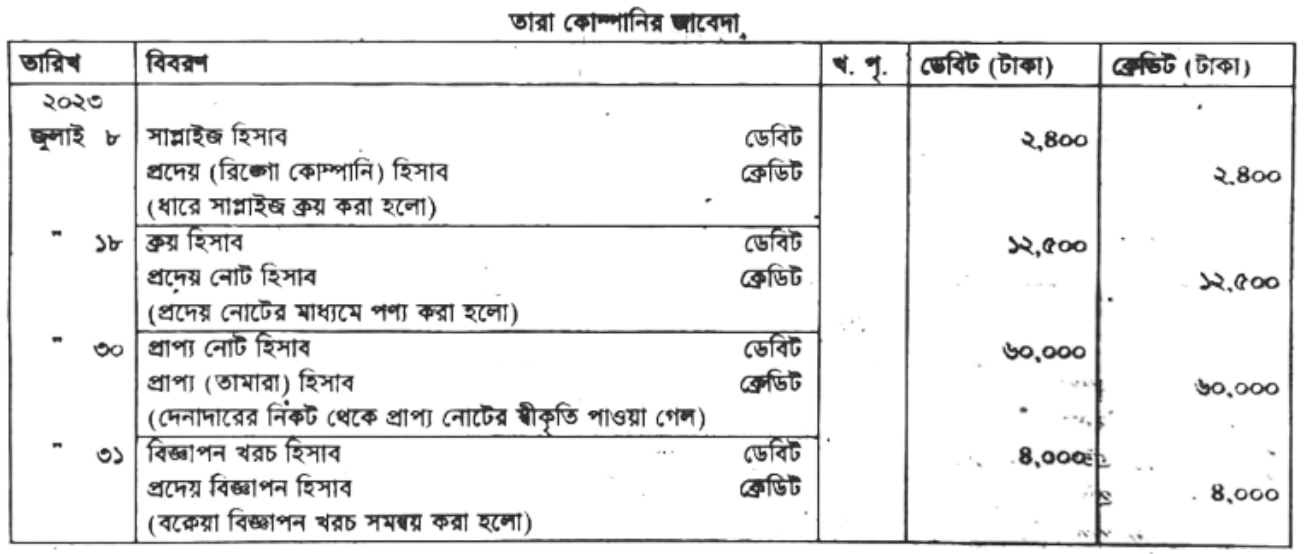 তারা কোম্পানির জাবেদা
তারিখ বিবরণ খ. পৃ. ডেবিট (টাকা) ক্রেডিট (টাকা)
২০২৩
জুলাই ৮ সাপ্লাইজ হিসাব ডেবিট ২,৪০০
প্রদেয় (রিঙ্গো কোম্পানি) হিসাব ক্রেডিট ২,৪০০
(ধারে সাপ্লাইজ ক্রয় করা হলো)
" ১৮ ক্রয় হিসাব ডেবিট ১২,৫০০
প্রদেয় নোট হিসাব ক্রেডিট ১২,৫০০
(প্রদেয় নোটের মাধ্যমে পণ্য করা হলো)
" ৩০ প্রাপ্য নোট হিসাব ডেবিট ৬০,০০০
প্রাপ্য (তামারা) হিসাব ক্রেডিট ৬০,০০০
(দেনাদারের নিকট থেকে প্রাপ্য নোটের স্বীকৃতি পাওয়া গেল)
" ৩১ বিজ্ঞাপন খরচ হিসাব ডেবিট ৪,০০০
প্রদেয় বিজ্ঞাপন হিসাব ক্রেডিট ৪,০০০
(বকেয়া বিজ্ঞাপন খরচ সমন্বয় করা হলো)